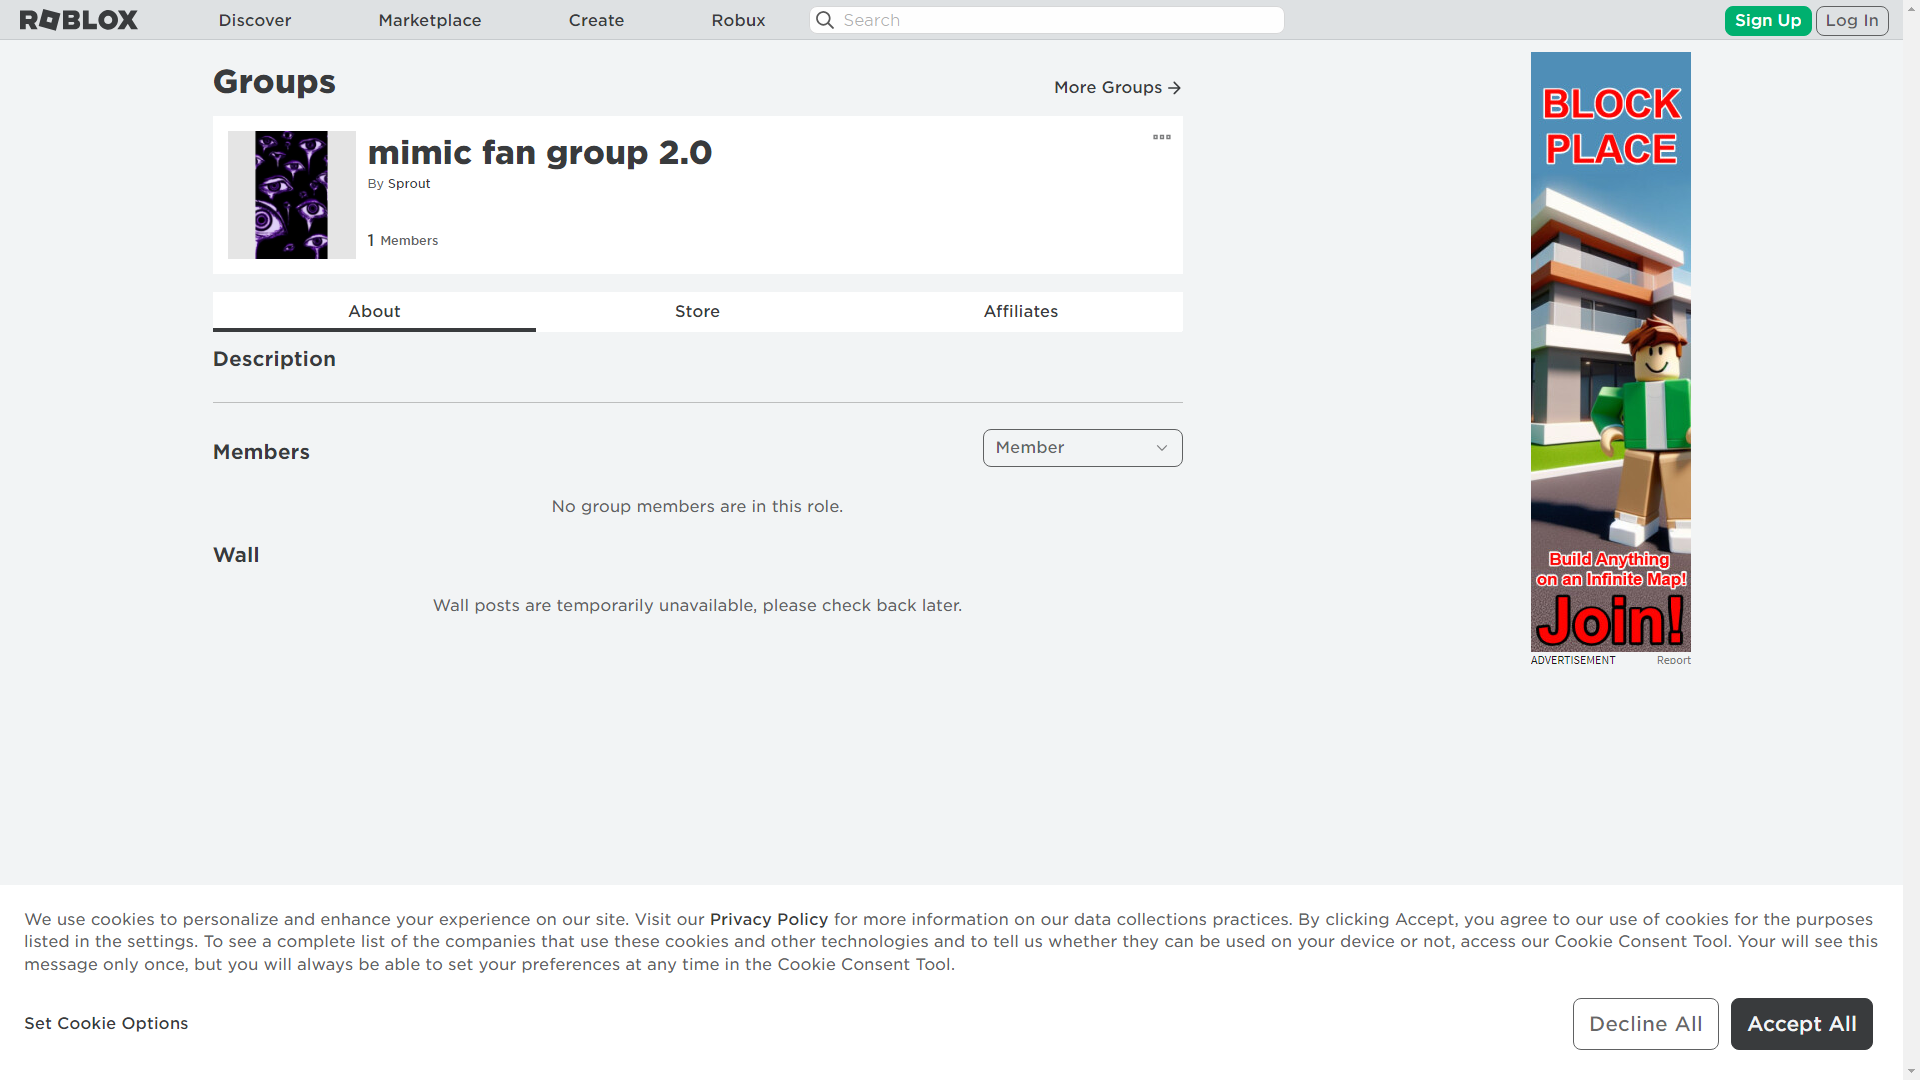 ROBLOX
Discover
Marketplace
Create
Robux
Search
Sign Up
Log In
Groups
More Groups
mimic fan group 2.0
By Sprout
1 Members
About
Store
Affiliates
Description
Members
Member
No group members are in this role.
Wall
Wall posts are temporarily unavailable, please check back later.
BLOCK
PLACE
Build Anything
on an Infinite Map!
Join!
ADVERTISEMENT
Report
We use cookies to personalize and enhance your experience on our site. Visit our Privacy Policy for more information on our data collections practices. By clicking Accept, you agree to our use of cookies for the purposes
listed in the settings. To see a complete list of the companies that use these cookies and other technologies and to tell us whether they can be used on your device or not, access our Cookie Consent Tool. Your will see this
message only once, but you will always be able to set your preferences at any time in the Cookie Consent Tool.
Set Cookie Options
Decline All
Accept All